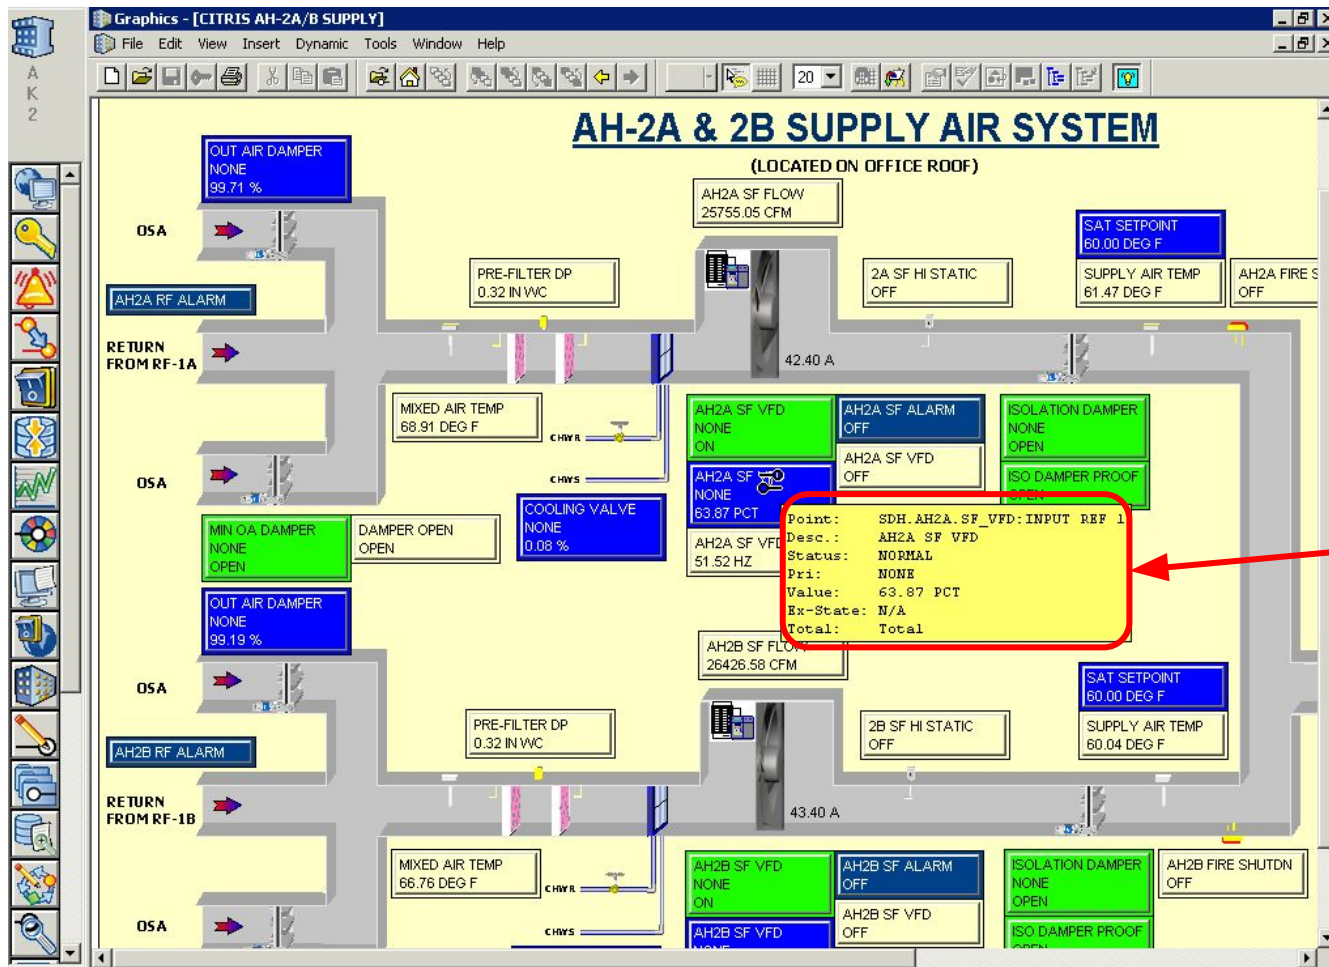 Graphics - [CITRIS AH-2A/B SUPPLY]
File Edit View Insert Dynamic Tools Window Help
A
K
2
20
AH-2A & 2B SUPPLY AIR SYSTEM
(LOCATED ON OFFICE ROOF)
OUT AIR DAMPER
NONE
99.71 %
AH2A SF FLOW
25755.05 CFM
OSA
SAT SETPOINT
60.00 DEG F
PRE-FILTER DP
0.32 IN WC
2A SF HI STATIC
OFF
SUPPLY AIR TEMP
61.47 DEG F
AH2A FIRE S
OFF
AH2A RF ALARM
RETURN
FROM RF-1A
42.40 A
MIXED AIR TEMP
68.91 DEG F
CHWR
AH2A SF VFD
NONE
ON
AH2A SF ALARM
OFF
ISOLATION DAMPER
NONE
OPEN
AH2A SF VFD
OFF
ISO DAMPER PROOF
OPEN
OSA
CHWS
AH2A SF
NONE
63.87 PCT
COOLING VALVE
NONE
0.08 %
MIN OA DAMPER
NONE
OPEN
DAMPER OPEN
OPEN
AH2A SF VFD
51.52 HZ
Point: SDH.AH2A.SF_VFD:INPUT REF 1
Desc.: AH2A SF VFD
Status: NORMAL
Pri: NONE
Value: 63.87 PCT
Ex-State: N/A
Total: Total
OUT AIR DAMPER
NONE
99.19 %
AH2B SF FLOW
26426.58 CFM
OSA
SAT SETPOINT
60.00 DEG F
PRE-FILTER DP
0.32 IN WC
2B SF HI STATIC
OFF
SUPPLY AIR TEMP
60.04 DEG F
AH2B RF ALARM
RETURN
FROM RF-1B
43.40 A
MIXED AIR TEMP
66.76 DEG F
CHWR
AH2B SF VFD
NONE
ON
AH2B SF ALARM
OFF
ISOLATION DAMPER
NONE
OPEN
AH2B FIRE SHUTDN
OFF
AH2B SF VFD
OFF
OSA
CHWS
AH2B SF VFD
ISO DAMPER PROOF